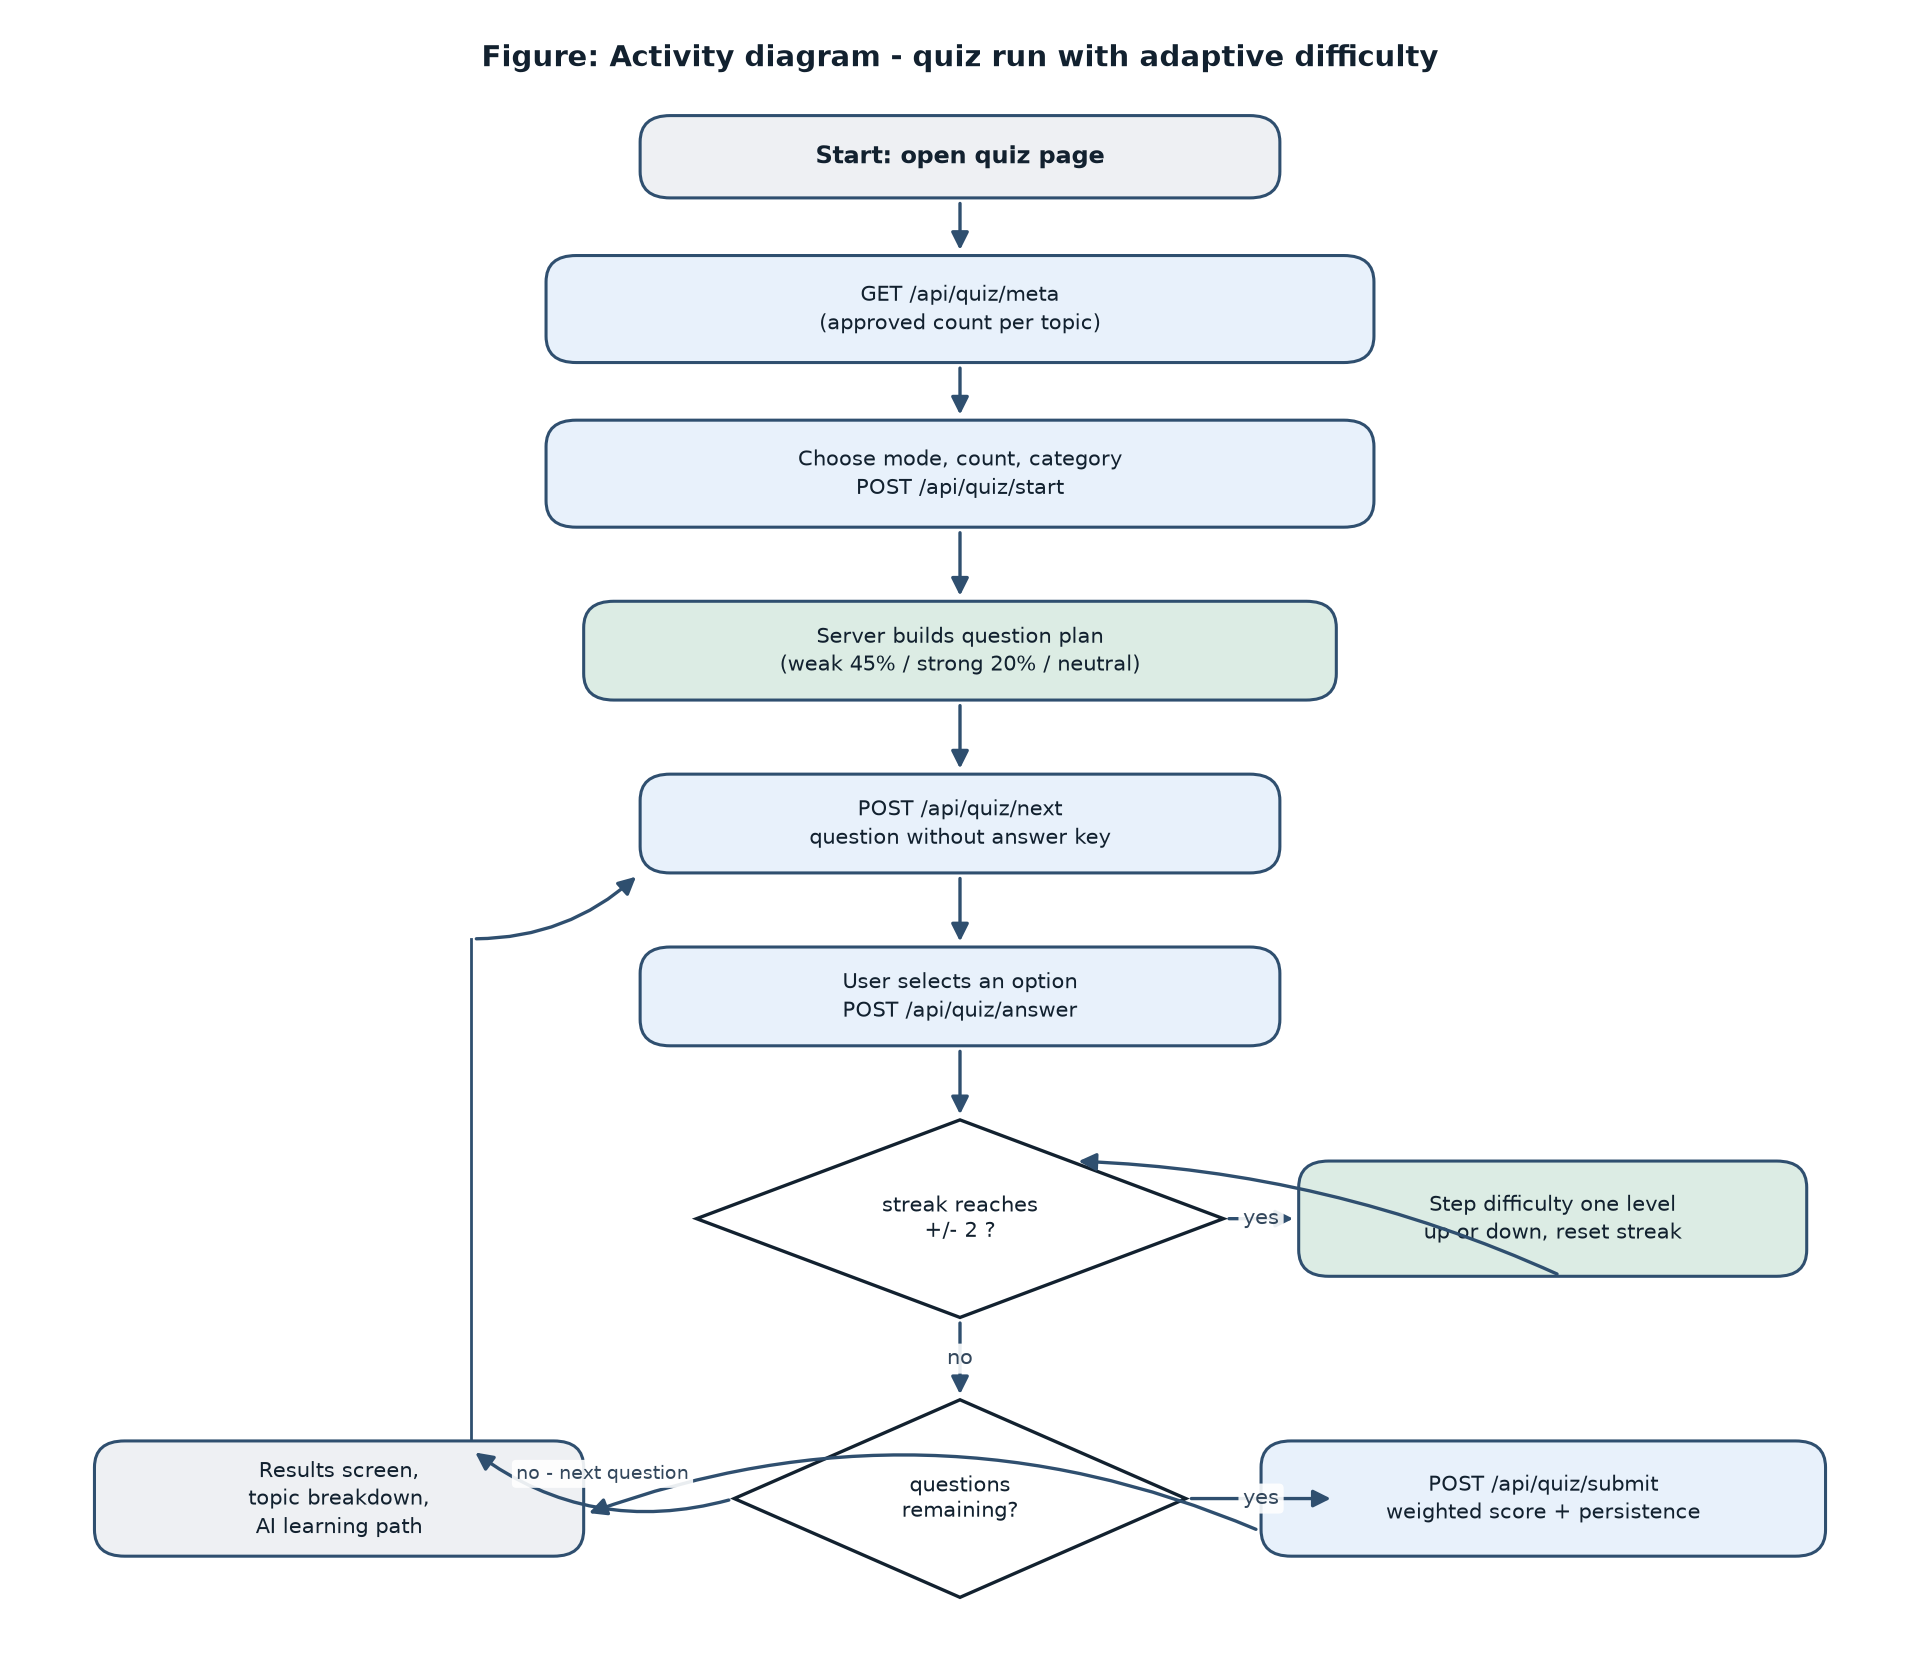 Figure: Activity diagram - quiz run with adaptive difficulty
Start: open quiz page
GET /api/quiz/meta
(approved count per topic)
Choose mode, count, category
POST /api/quiz/start
Server builds question plan
(weak 45% / strong 20% / neutral)
POST /api/quiz/next
question without answer key
User selects an option
POST /api/quiz/answer
streak reaches
+/- 2 ?
yes
Step difficulty one level
up or down, reset streak
no
Results screen,
topic breakdown,
AI learning path
no - next question
questions
remaining?
yes
POST /api/quiz/submit
weighted score + persistence